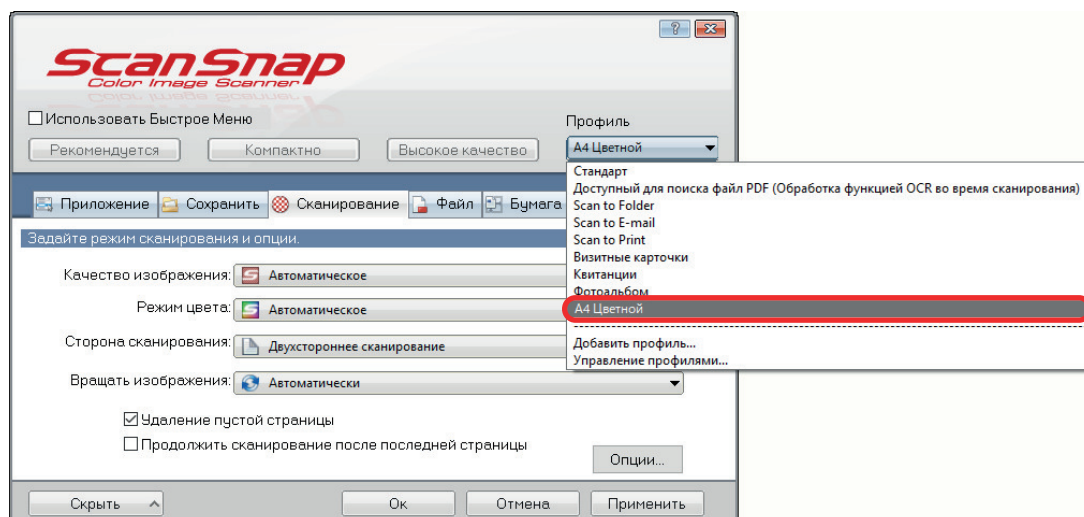 ScanSnap
Color Image Scanner
Использовать Быстрое Меню
Профиль
Рекомендуется
Компактно
Высокое качество
А4 Цветной
Стандарт
Доступный для поиска файл PDF (Обработка функцией OCR во время сканирования)
Scan to Folder
Scan to E-mail
Scan to Print
Визитные карточки
Квитанции
Фотоальбом
А4 Цветной
Добавить профиль...
Управление профилями...
Приложение Сохранить Сканирование Файл Бумага
Задайте режим сканирования и опции.
Качество изображения: Автоматическое
Режим цвета: Автоматическое
Сторона сканирования: Двухстороннее сканирование
Вращать изображения: Автоматически
Удаление пустой страницы
Продолжить сканирование после последней страницы
Опции...
Скрыть Ок Отмена Применить